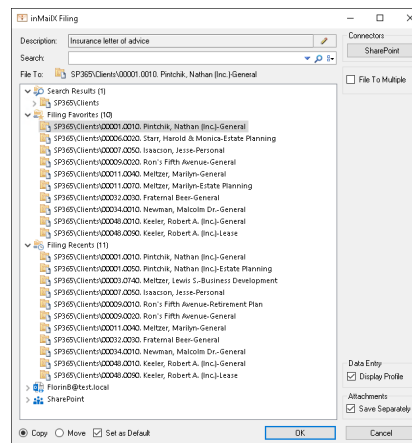 inMailX Filing
Description: Insurance letter of advice
Search:
File To: SP365\Clients\00001.0010. Pintchik, Nathan (Inc.)-General
Search Results (1)
SP365\Clients
Filing Favorites (10)
SP365\Clients\00001.0010. Pintchik, Nathan (Inc.)-General
SP365\Clients\00006.0020. Starr, Harold & Monica-Estate Planning
SP365\Clients\00007.0050. Isaacson, Jesse-Personal
SP365\Clients\00009.0020. Ron's Fifth Avenue-General
SP365\Clients\00011.0040. Meltzer, Marilyn-General
SP365\Clients\00011.0070. Meltzer, Marilyn-Estate Planning
SP365\Clients\00032.0030. Fraternal Beer-General
SP365\Clients\00034.0010. Newman, Malcolm Dr.-General
SP365\Clients\00048.0010. Keeler, Robert A. (Inc.)-General
SP365\Clients\00048.0090. Keeler, Robert A. (Inc.)-Lease
Filing Recents (11)
SP365\Clients\00001.0010. Pintchik, Nathan (Inc.)-General
SP365\Clients\00001.0050. Pintchik, Nathan (Inc.)-Estate Planning
SP365\Clients\00003.0740. Meltzer, Lewis S.-Business Development
SP365\Clients\00007.0050. Isaacson, Jesse-Personal
SP365\Clients\00009.0010. Ron's Fifth Avenue-Retirement Plan
SP365\Clients\00009.0020. Ron's Fifth Avenue-General
SP365\Clients\00011.0040. Meltzer, Marilyn-General
SP365\Clients\00032.0030. Fraternal Beer-General
SP365\Clients\00034.0010. Newman, Malcolm Dr.-General
SP365\Clients\00048.0010. Keeler, Robert A. (Inc.)-General
SP365\Clients\00048.0090. Keeler, Robert A. (Inc.)-Lease
FlorinB@test.local
SharePoint
Copy Move Set as Default OK
Connectors
SharePoint
File To Multiple
Data Entry
Display Profile
Attachments
Save Separately
Cancel